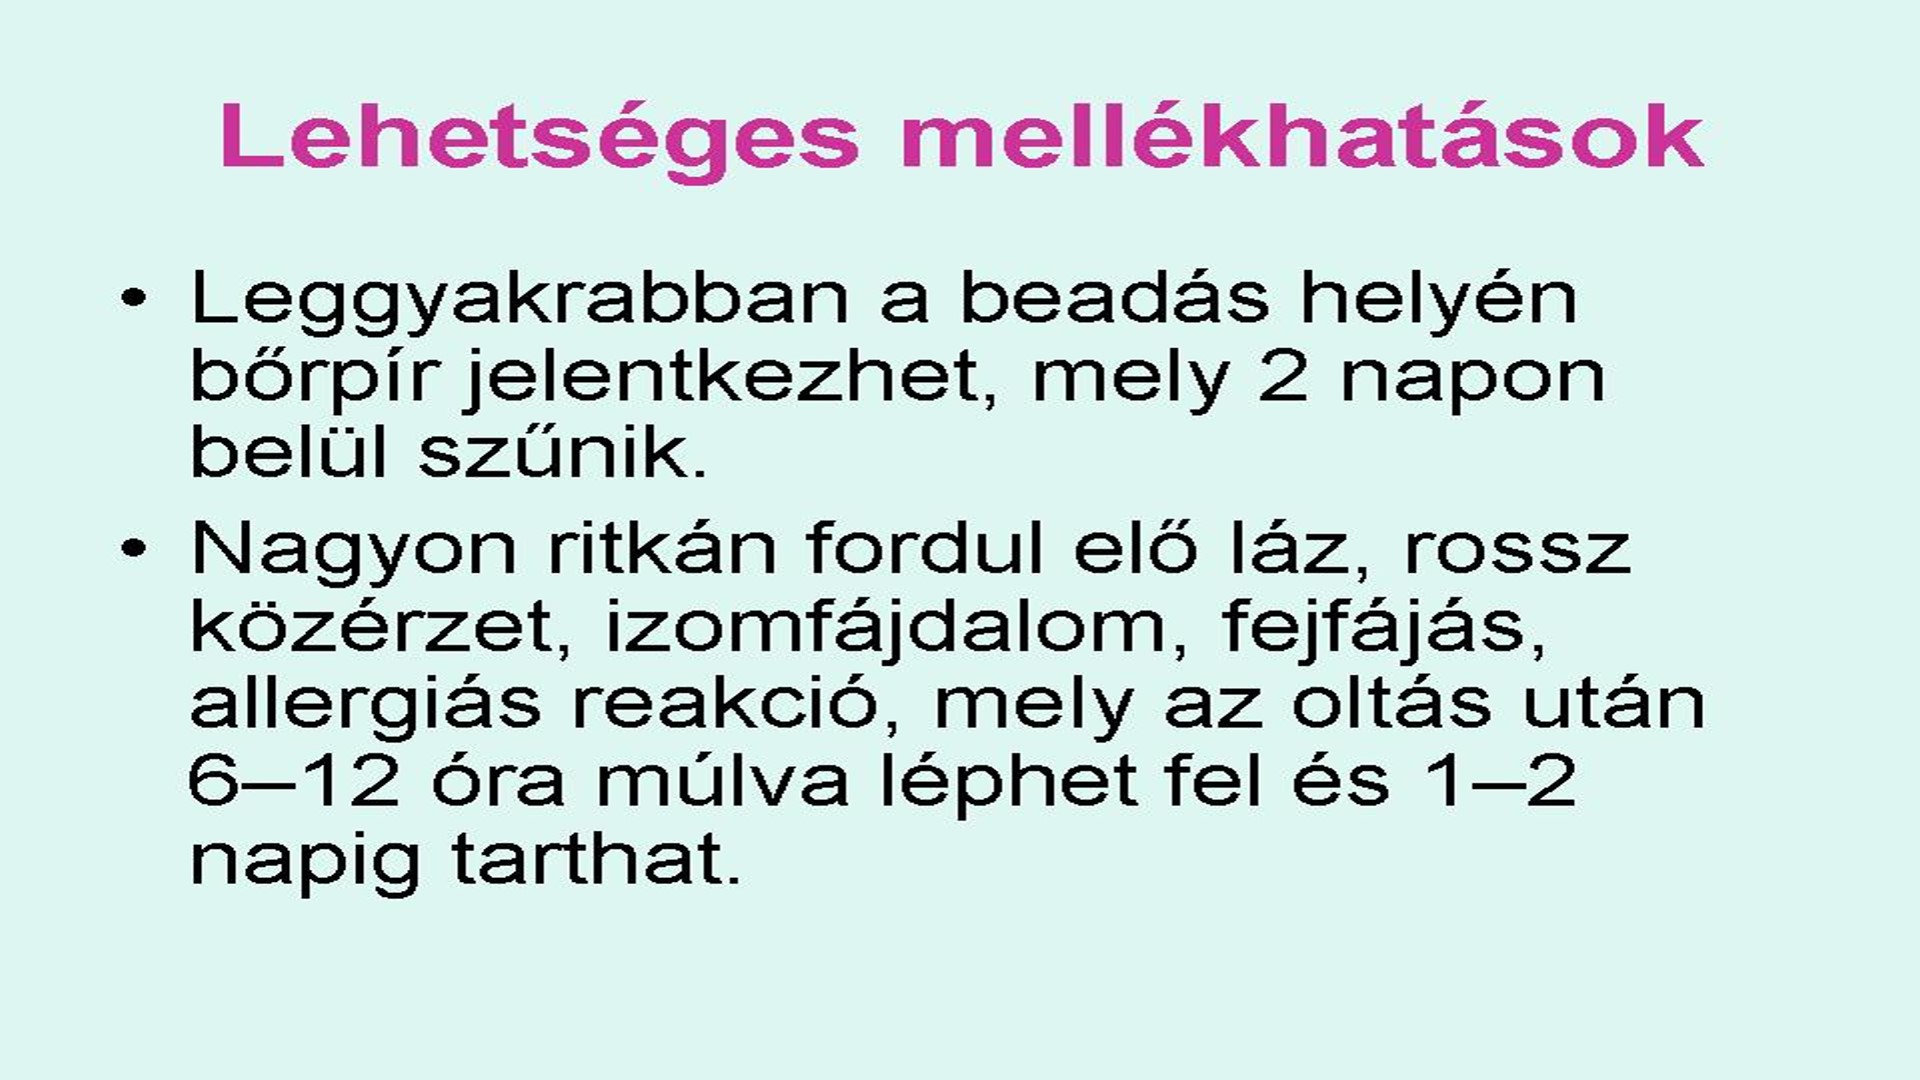 Lehetséges mellékhatások
• Leggyakrabban a beadás helyén
bőrpír jelentkezhet, mely 2 napon
belül szűnik.
• Nagyon ritkán fordul elő láz, rossz
közérzet, izomfájdalom, fejfájás,
allergiás reakció, mely az oltás után
6–12 óra múlva léphet fel és 1–2
napig tarthat.